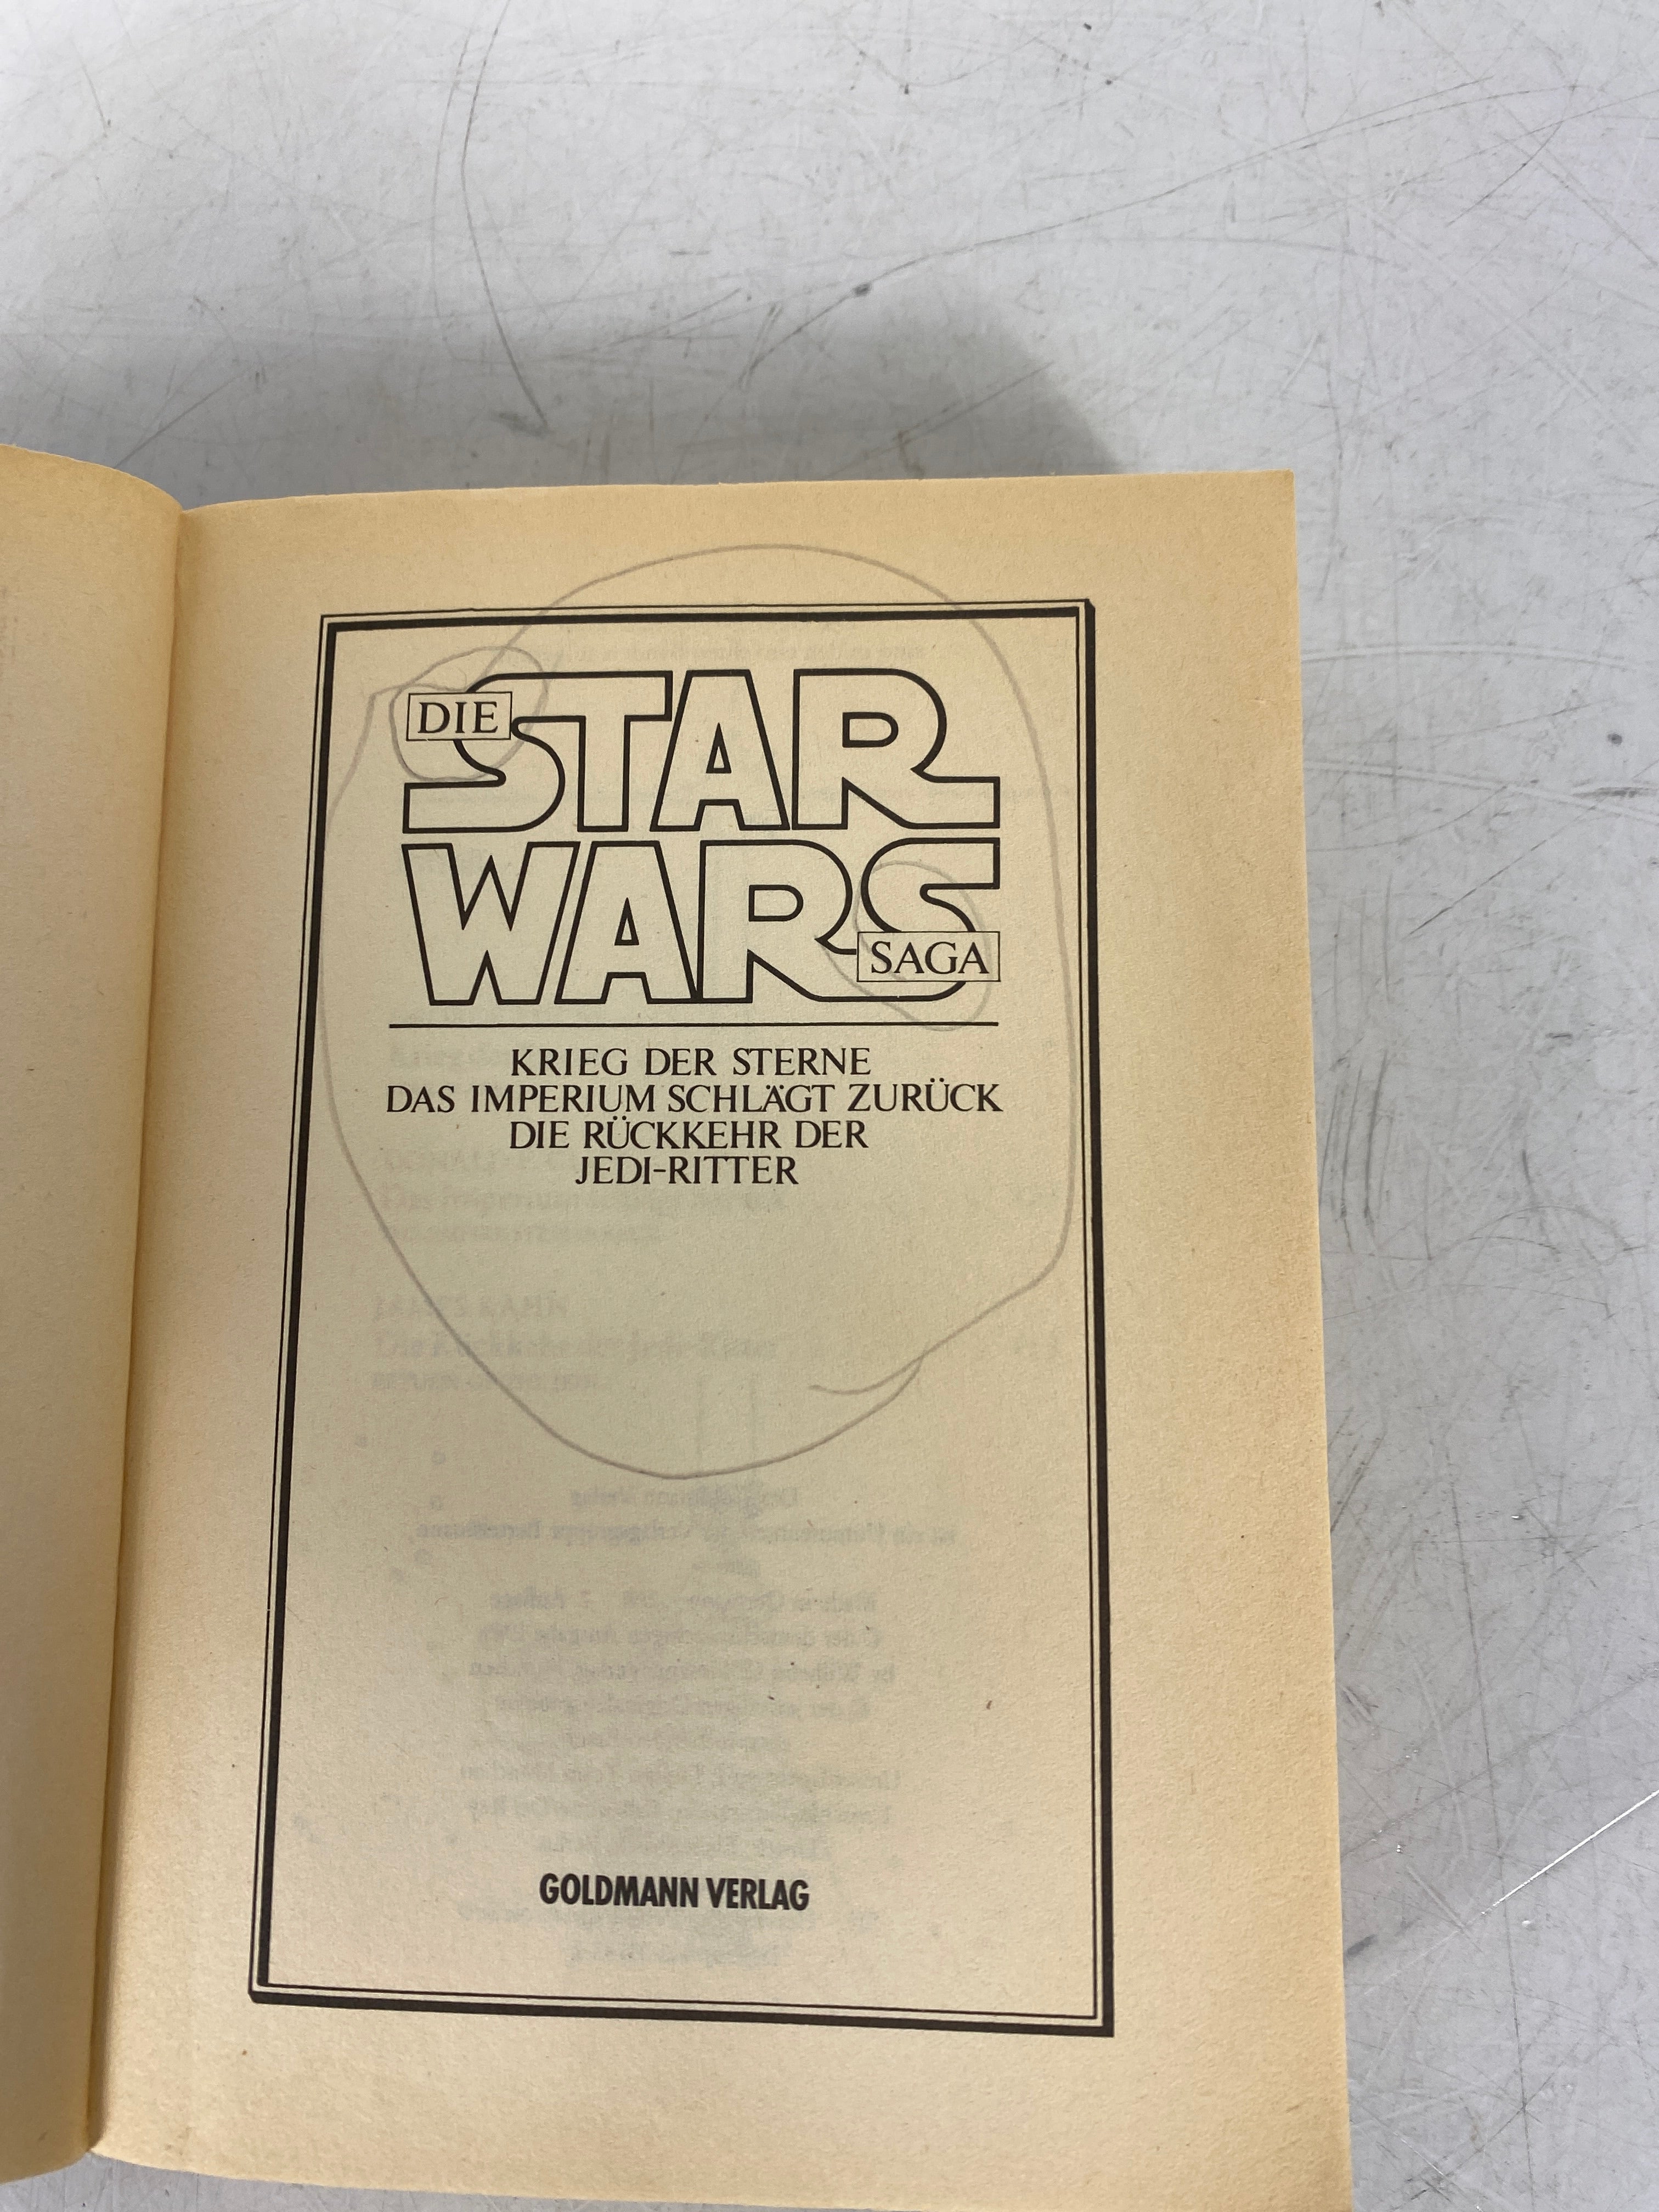 DIE
STAR
WARS
SAGA
KRIEG DER STERNE
DAS IMPERIUM SCHLÄGT ZURÜCK
DIE RÜCKKEHR DER
JEDI-RITTER
GOLDMANN VERLAG